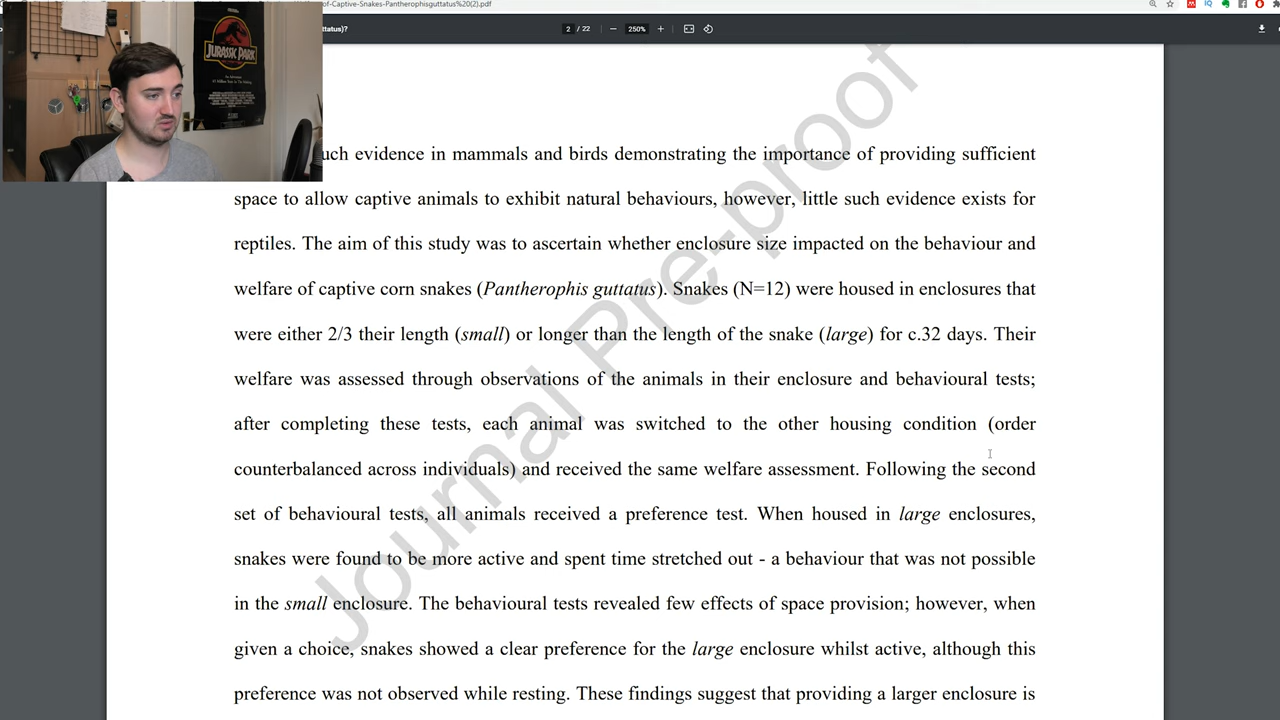 of-Captive-Snakes-Pantherophisguttatus%20(2).pdf
ttatus)?
2 / 22
250%
JURASSIC PARK
uch evidence in mammals and birds demonstrating the importance of providing sufficient
space to allow captive animals to exhibit natural behaviours, however, little such evidence exists for
reptiles. The aim of this study was to ascertain whether enclosure size impacted on the behaviour and
welfare of captive corn snakes (Pantherophis guttatus). Snakes (N=12) were housed in enclosures that
were either 2/3 their length (small) or longer than the length of the snake (large) for c.32 days. Their
welfare was assessed through observations of the animals in their enclosure and behavioural tests;
after completing these tests, each animal was switched to the other housing condition (order
counterbalanced across individuals) and received the same welfare assessment. Following the second
set of behavioural tests, all animals received a preference test. When housed in large enclosures,
snakes were found to be more active and spent time stretched out - a behaviour that was not possible
in the small enclosure. The behavioural tests revealed few effects of space provision; however, when
given a choice, snakes showed a clear preference for the large enclosure whilst active, although this
preference was not observed while resting. These findings suggest that providing a larger enclosure is
Journal Pre-proof